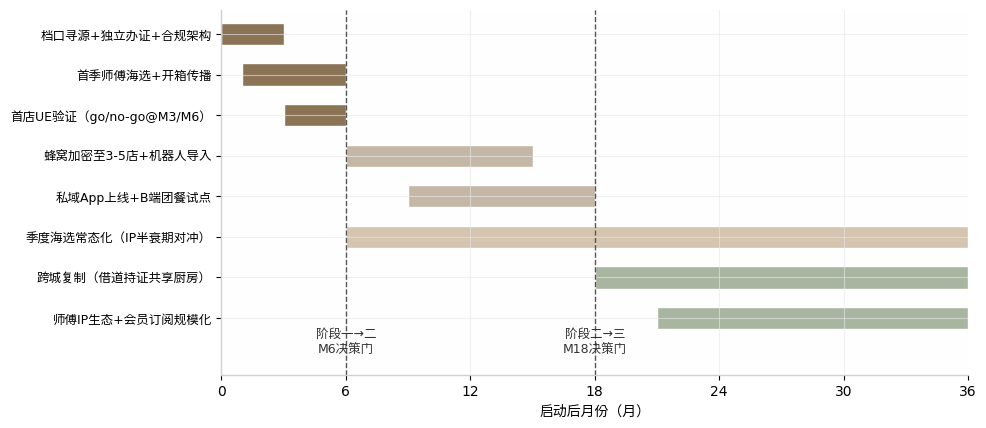 档口寻源+独立办证+合规架构
首季师傅海选+开箱传播
首店UE验证（go/no-go@M3/M6）
蜂窝加密至3-5店+机器人导入
私域App上线+B端团餐试点
季度海选常态化（IP半衰期对冲）
跨城复制（借道持证共享厨房）
师傅IP生态+会员订阅规模化
阶段一→二
M6决策门
阶段二→三
M18决策门
0 6 12 18 24 30 36
启动后月份（月）